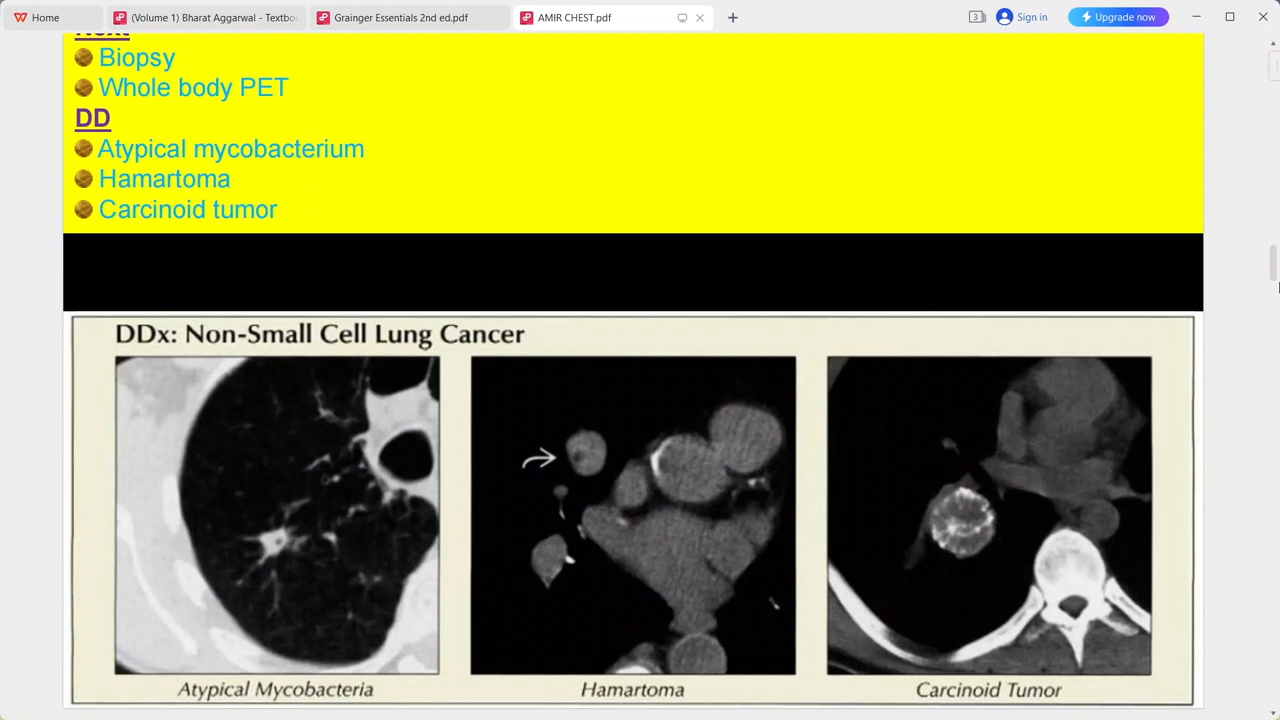 Home
(Volume 1) Bharat Aggarwal - Textbo
Grainger Essentials 2nd ed.pdf
AMIR CHEST.pdf
3
Sign in
Upgrade now
Next
Biopsy
Whole body PET
DD
Atypical mycobacterium
Hamartoma
Carcinoid tumor
DDx: Non-Small Cell Lung Cancer
Atypical Mycobacteria
Hamartoma
Carcinoid Tumor